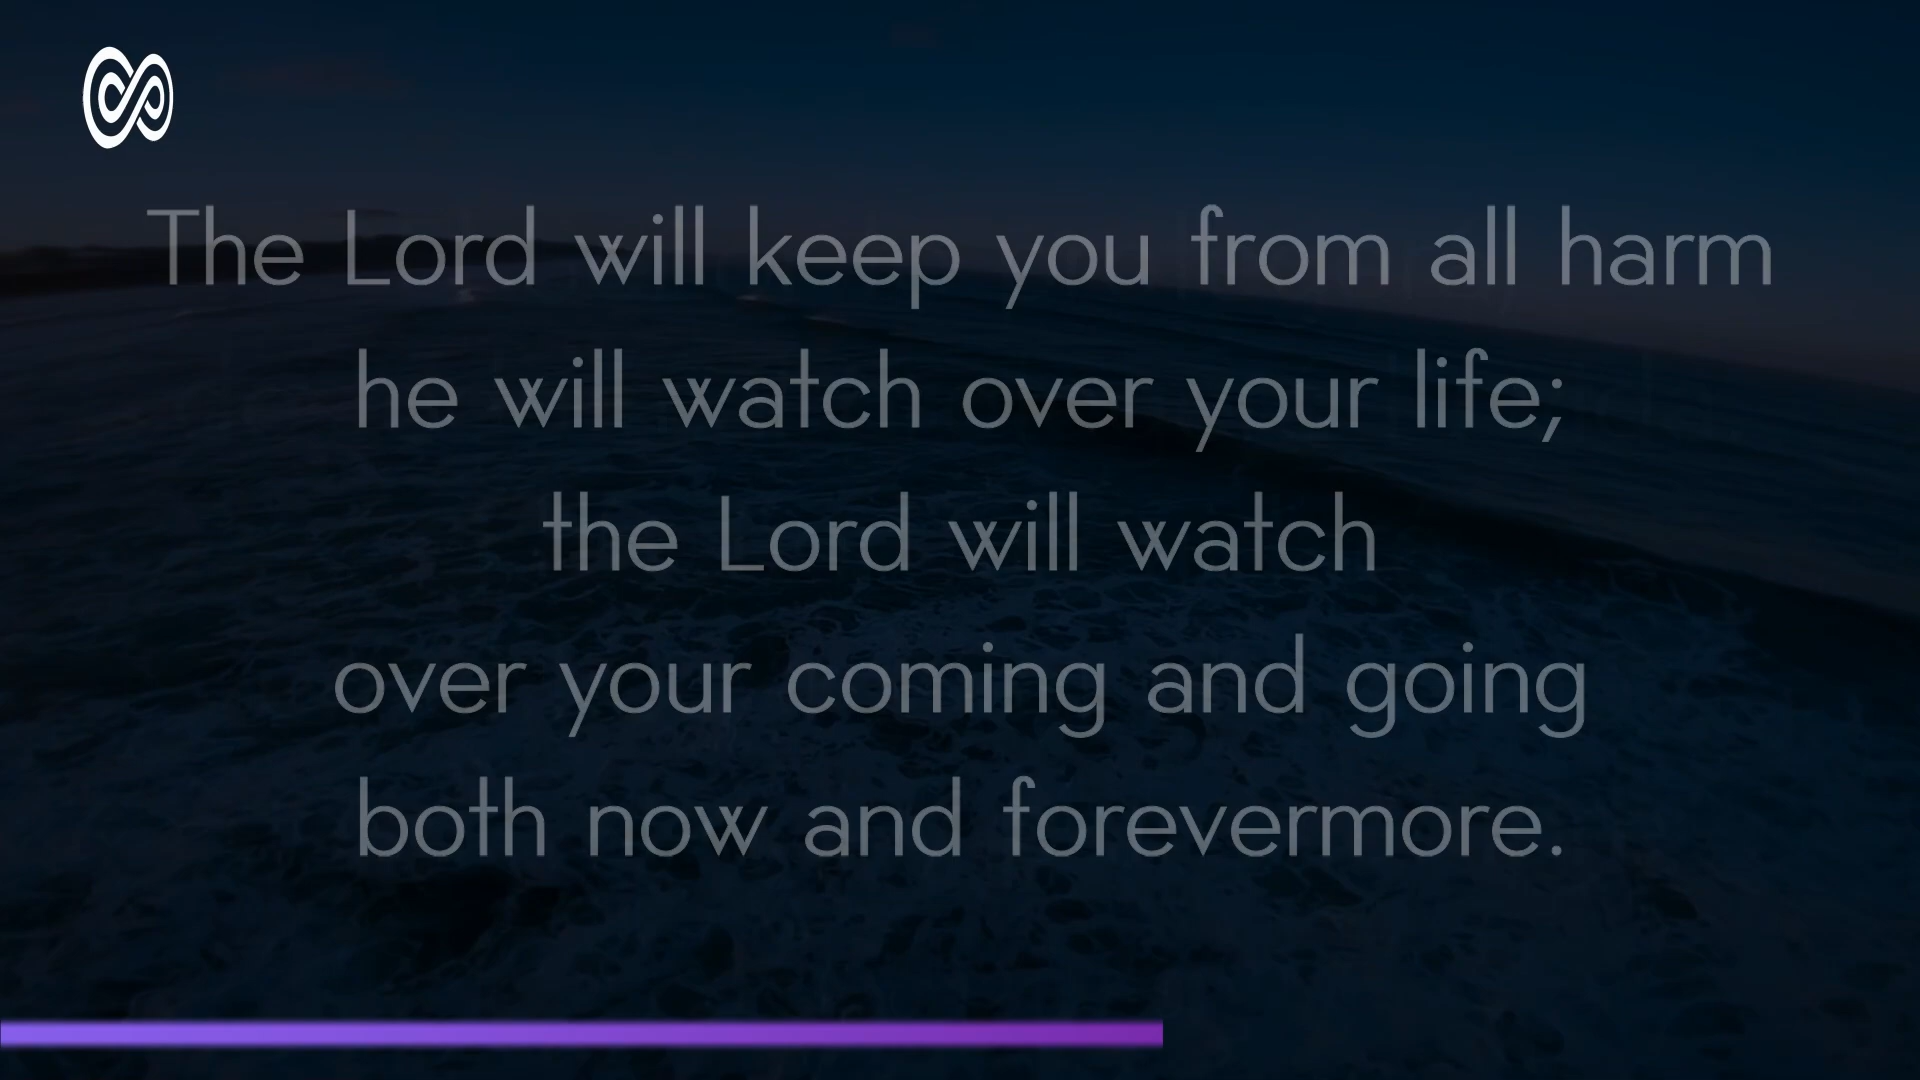 The Lord will keep you from all harm
he will watch over your life;
the Lord will watch
over your coming and going
both now and forevermore.